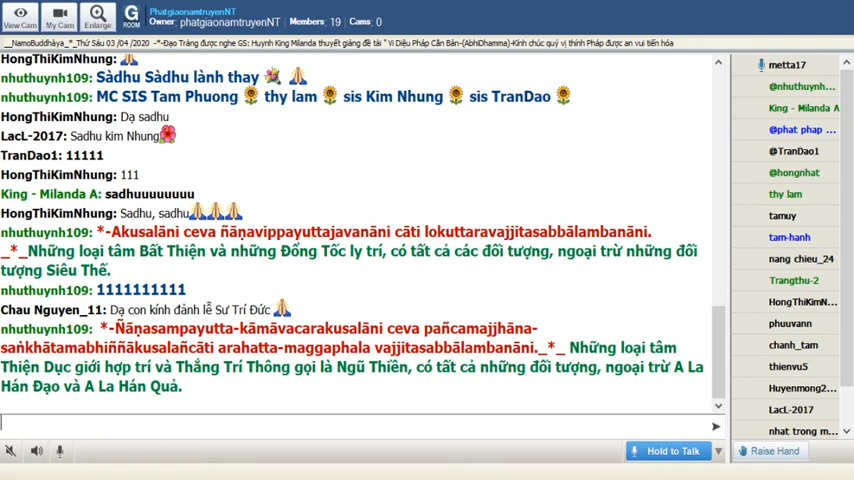 PhatgiaonamtruyenNT
Owner: phatgiaonamtruyenNT Members: 19 Cams: 0
View Cam
My Cam
Enlarge
G
ROOM
__NamoBuddhàya_*_Thứ Sáu 03 /04 /2020 -*-Đạo Tràng được nghe GS: Huynh King Milanda thuyết giảng đề tài " Vi Diệu Pháp Căn Bản-(AbhiDhamma)-Kính chúc quý vị thính Pháp được an vui tiến hóa
HongThiKimNhung:
nhuthuynh109: Sàdhu Sàdhu lành thay
nhuthuynh109: MC SIS Tam Phuong thy lam sis Kim Nhung sis TranDao
HongThiKimNhung: Dạ sadhu
LacL-2017: Sadhu kim Nhung
TranDao1: 11111
HongThiKimNhung: 111
King - Milanda A: sadhuuuuuuuu
HongThiKimNhung: Sadhu, sadhu
nhuthuynh109: *-Akusalāni ceva ñāṇavippayuttajavanāni cāti lokuttaravajjitasabbālambanāni.
_*_Những loại tâm Bất Thiện và những Đổng Tốc ly trí, có tất cả các đối tượng, ngoại trừ những đối
tượng Siêu Thế.
nhuthuynh109: 1111111111
Chau Nguyen_11: Dạ con kính đảnh lễ Sư Trí Đức
nhuthuynh109: *-Ñāṇasampayutta-kāmāvacarakusalāni ceva pañcamajjhāna-
saṅkhātamabhiññākusalañcāti arahatta-maggaphala vajjitasabbālambanāni._*_ Những loại tâm
Thiện Dục giới hợp trí và Thắng Trí Thông gọi là Ngũ Thiền, có tất cả những đối tượng, ngoại trừ A La
Hán Đạo và A La Hán Quả.
metta17
@nhuthuynh...
King - Milanda A
@phat phap ...
@TranDao1
@hongnhat
thy lam
tamuy
tam-hanh
nang chieu_24
Trangthu-2
HongThiKimN...
phuuvann
chanh_tam
thienvu5
Huyenmong2...
LacL-2017
nhat trong m...
Hold to Talk
Raise Hand